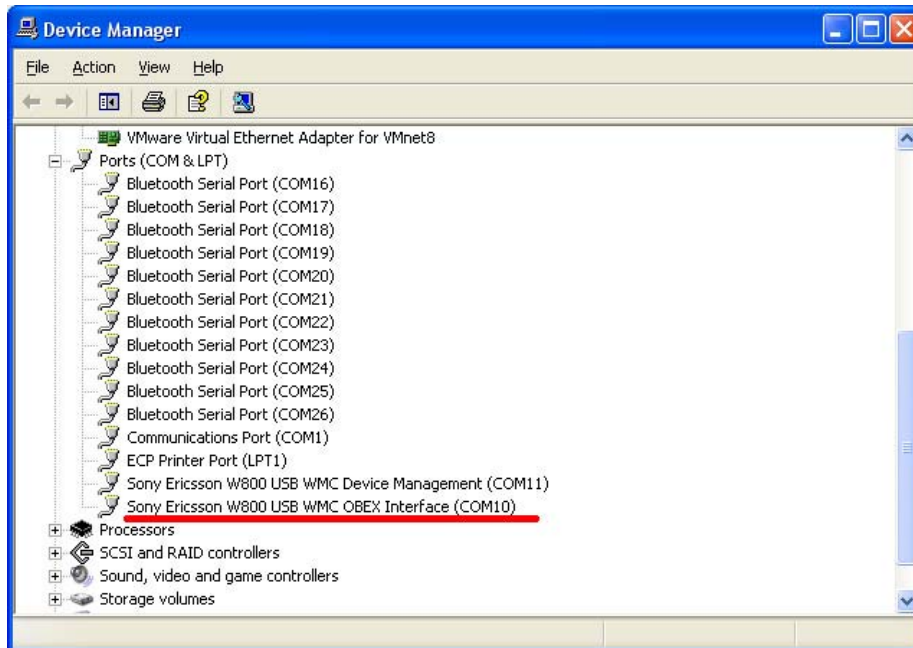 Device Manager
File Action View Help
VMware Virtual Ethernet Adapter for VMnet8
Ports (COM & LPT)
Bluetooth Serial Port (COM16)
Bluetooth Serial Port (COM17)
Bluetooth Serial Port (COM18)
Bluetooth Serial Port (COM19)
Bluetooth Serial Port (COM20)
Bluetooth Serial Port (COM21)
Bluetooth Serial Port (COM22)
Bluetooth Serial Port (COM23)
Bluetooth Serial Port (COM24)
Bluetooth Serial Port (COM25)
Bluetooth Serial Port (COM26)
Communications Port (COM1)
ECP Printer Port (LPT1)
Sony Ericsson W800 USB WMC Device Management (COM11)
Sony Ericsson W800 USB WMC OBEX Interface (COM10)
Processors
SCSI and RAID controllers
Sound, video and game controllers
Storage volumes